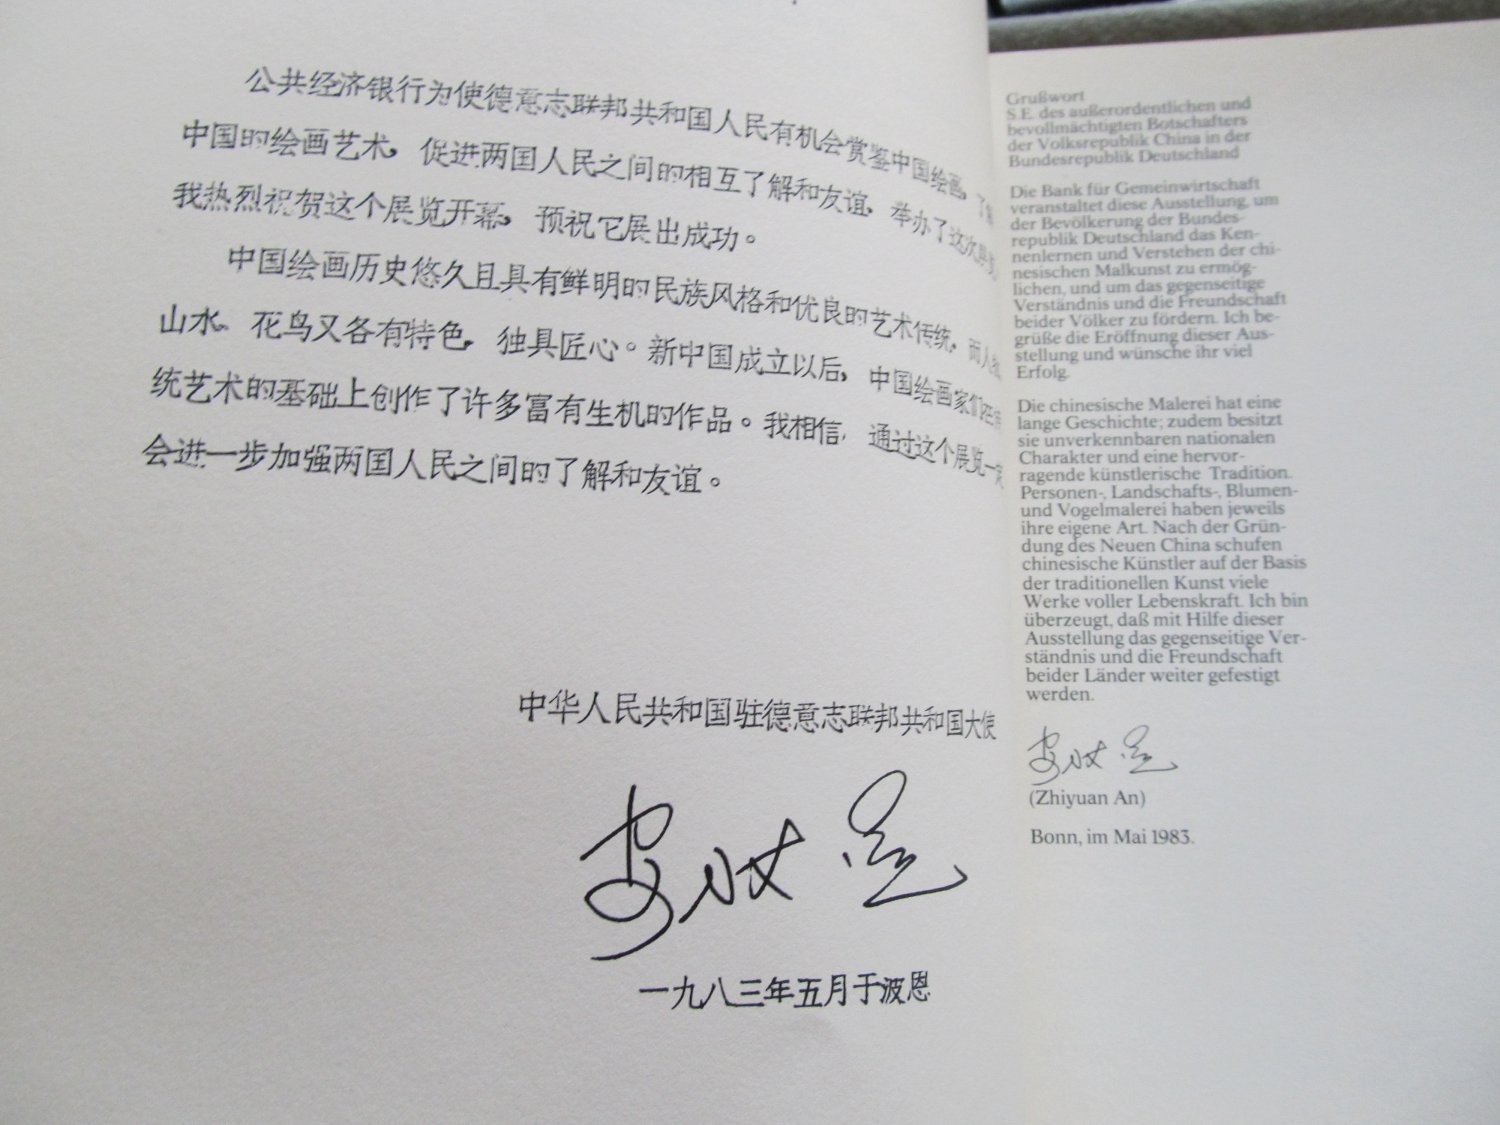 公共经济银行为使德意志联邦共和国人民有机会赏鉴中国绘画，了解
中国的绘画艺术，促进两国人民之间的相互了解和友谊，举办了这次
我热烈祝贺这个展览开幕，预祝它展出成功。
中国绘画历史悠久且具有鲜明的民族风格和优良的艺术传统，而人物、
山水、花鸟又各有特色，独具匠心。新中国成立以后，中国绘画家们在
统艺术的基础上创作了许多富有生机的作品。我相信，通过这个展览一定
会进一步加强两国人民之间的了解和友谊。
中华人民共和国驻德意志联邦共和国大使
一九八三年五月于波恩
Grußwort
S.E. des außerordentlichen und
bevollmächtigten Botschafters
der Volksrepublik China in der
Bundesrepublik Deutschland
Die Bank für Gemeinwirtschaft
veranstaltet diese Ausstellung, um
der Bevölkerung der Bundes-
republik Deutschland das Ken-
nenlernen und Verstehen der chi-
nesischen Malkunst zu ermög-
lichen, und um das gegenseitige
Verständnis und die Freundschaft
beider Völker zu fördern. Ich be-
grüße die Eröffnung dieser Aus-
stellung und wünsche ihr viel
Erfolg.
Die chinesische Malerei hat eine
lange Geschichte; zudem besitzt
sie unverkennbaren nationalen
Charakter und eine hervor-
ragende künstlerische Tradition.
Personen-, Landschafts-, Blumen-
und Vogelmalerei haben jeweils
ihre eigene Art. Nach der Grün-
dung des Neuen China schufen
chinesische Künstler auf der Basis
der traditionellen Kunst viele
Werke voller Lebenskraft. Ich bin
überzeugt, daß mit Hilfe dieser
Ausstellung das gegenseitige Ver-
ständnis und die Freundschaft
beider Länder weiter gefestigt
werden.
(Zhiyuan An)
Bonn, im Mai 1983.